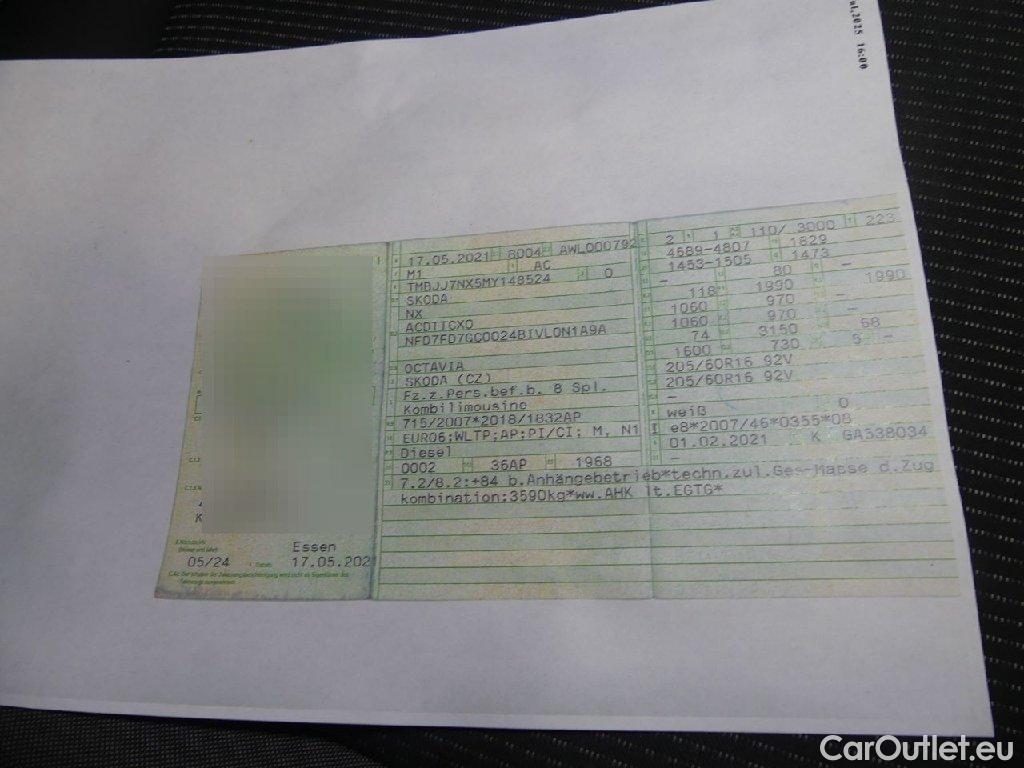 2025 16:00
17.05.2021 8004 AWL000792
M1 AC
TMBJJ7NX5MY148524 0
SKODA
NX
ACDTTCX0
NFD7FD7GC0024BIVLON1A9A
OCTAVIA
SKODA (CZ)
Fz.z.Pers.bef.b. 8 Spl.
Kombilimousine
715/2007*2018/1832AP
EURO6;WLTP;AP;PI/CI; M, N1
Diesel
0002 36AP 1968
7.2/8.2:+84 b.Anhängebetrieb*techn.zul.Ges-Masse d.Zug
kombination:3590kg*ww.AHK lt.EGTG*
2 1 110/ 3000 223
4689-4807 1829
1453-1505 1473
- 80 -
118 1990 1990
1060 970 -
1060 970 -
74 3150 68
1600 730 5 -
205/60R16 92V
205/60R16 92V
-
-
weiß 0
e8*2007/46*0355*08
01.02.2021 K GA538034
-
Essen
05/24 17.05.202
CarOutlet.eu